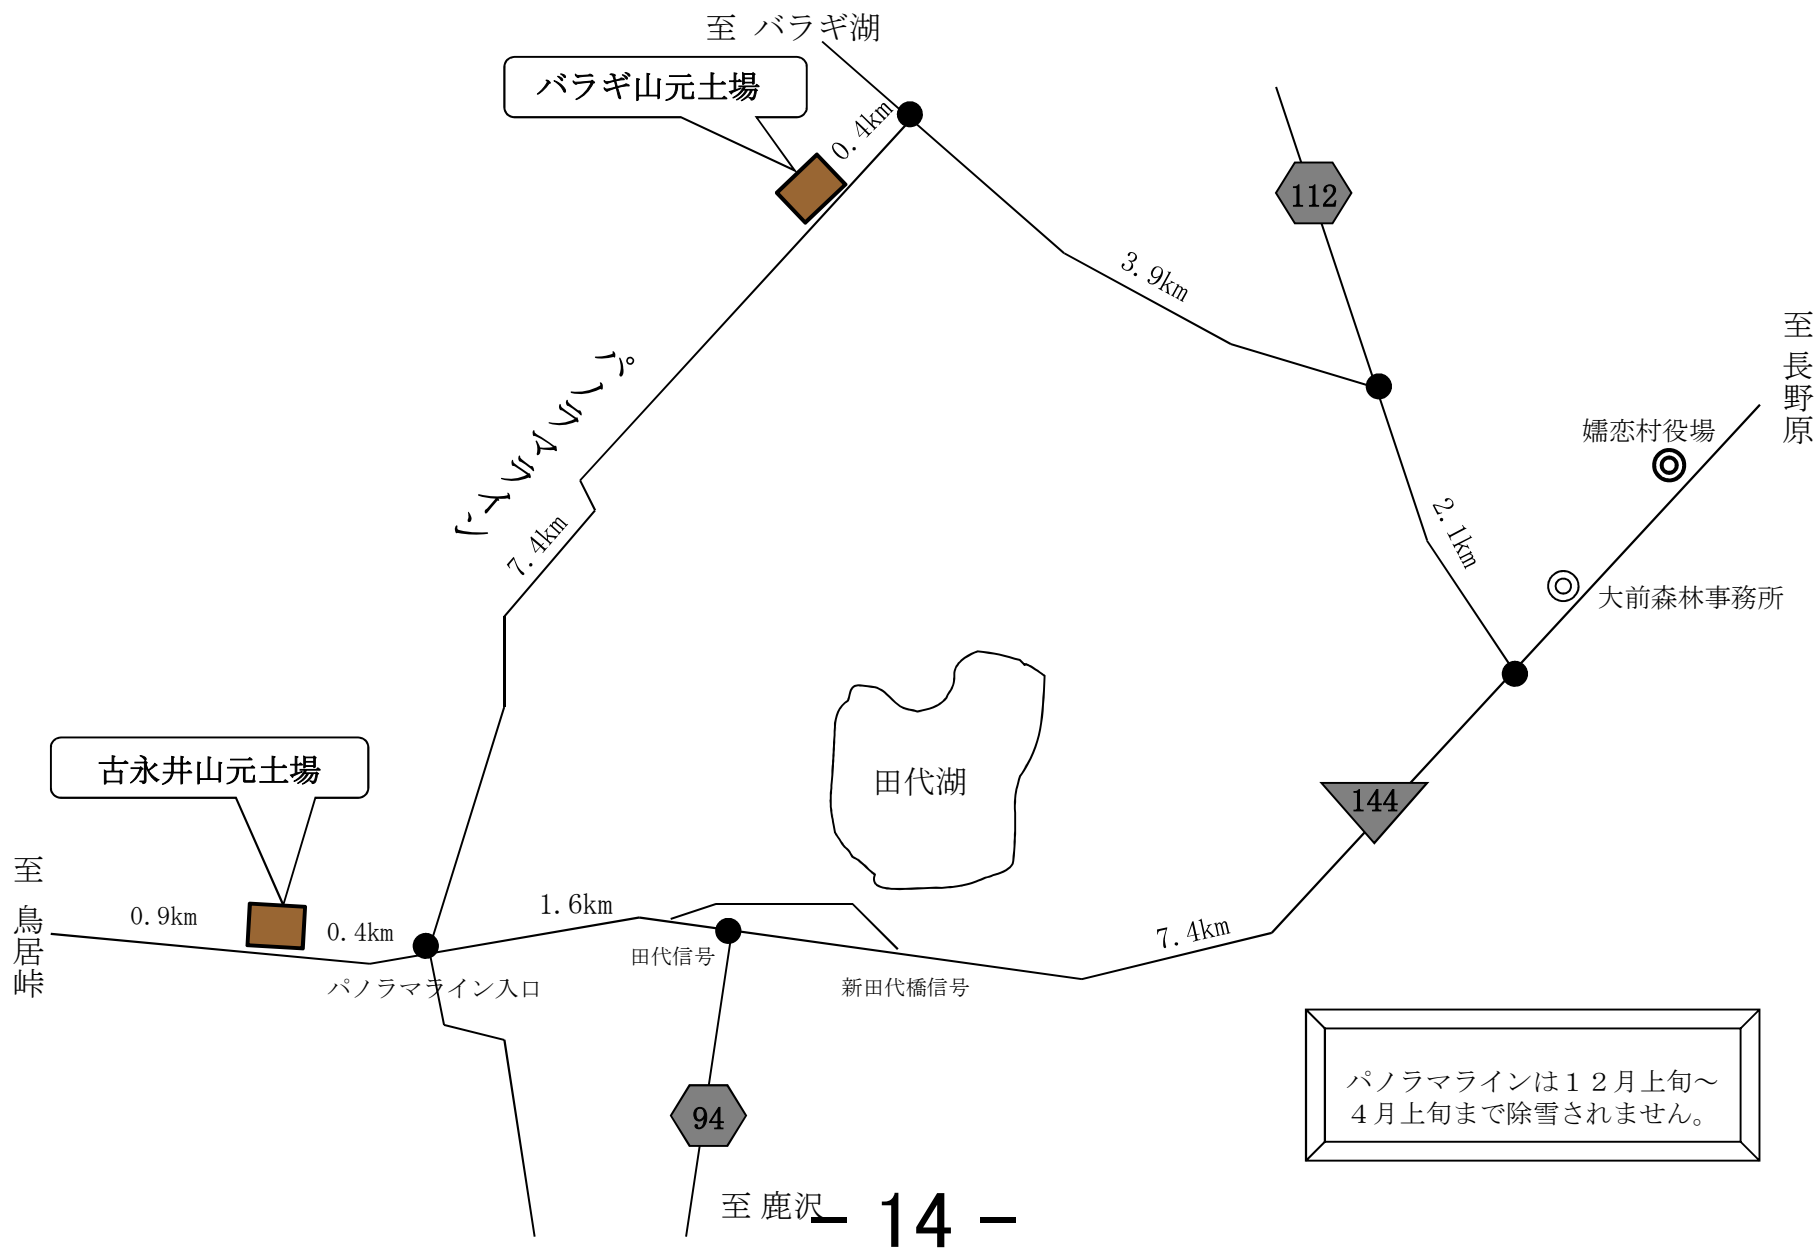 至 バラギ湖
バラギ山元土場
0.4km
112
3.9km
至 長野原
パノラマライン
嬬恋村役場
7.4km
2.1km
大前森林事務所
古永井山元土場
田代湖
144
至 鳥居峠
0.9km
0.4km
1.6km
7.4km
田代信号
パノラマライン入口
新田代橋信号
パノラマラインは１２月上旬～
４月上旬まで除雪されません。
94
至 鹿沢
- 14 -